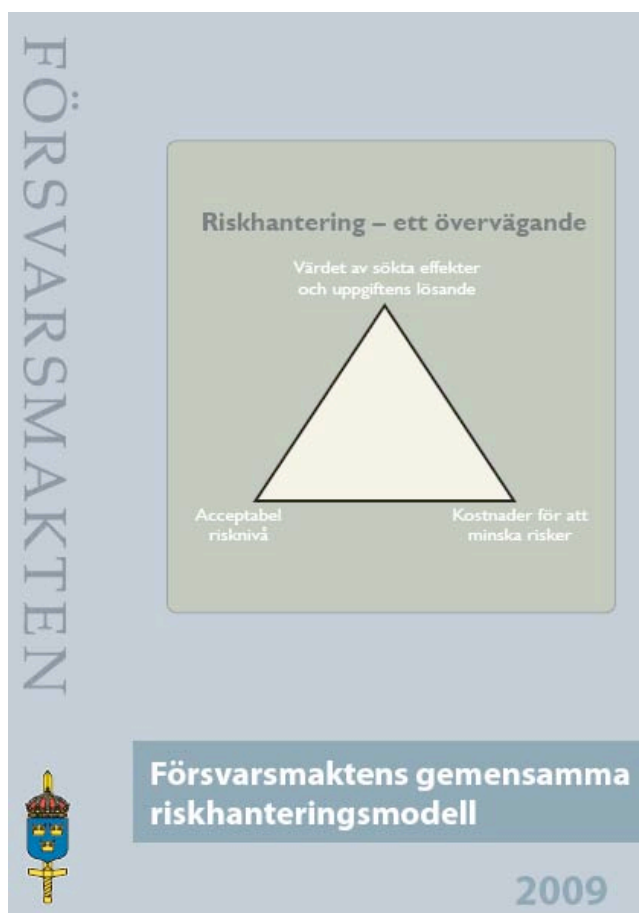 FÖRSVARSMAKTEN
Riskhantering – ett övervägande
Värdet av sökta effekter
och uppgiftens lösande
Acceptabel
risknivå
Kostnader för att
minska risker
Försvarsmaktens gemensamma
riskhanteringsmodell
2009